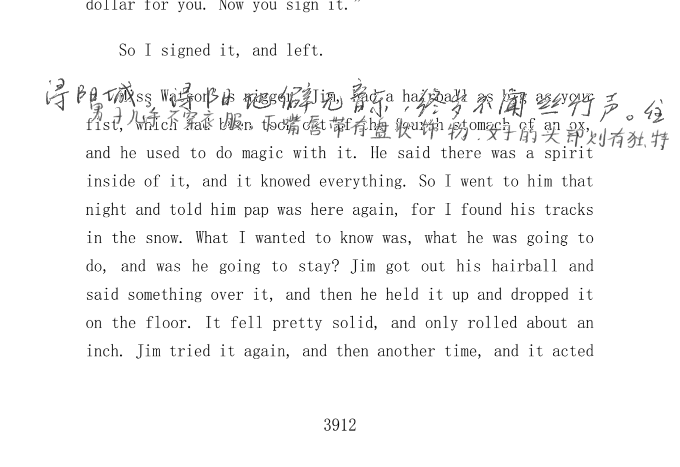 dollar for you. Now you sign it.”
So I signed it, and left.
浔阳城。浔阳地僻无音乐，终岁不闻丝竹声。住
Miss Watson’s nigger, Jim, had a hairball as big as your
男子几乎不穿衣服。下嘴唇带有盘状饰物，女子的头部则有独特
fist, which had been took out of the fourth stomach of an ox,
and he used to do magic with it. He said there was a spirit
inside of it, and it knowed everything. So I went to him that
night and told him pap was here again, for I found his tracks
in the snow. What I wanted to know was, what he was going to
do, and was he going to stay? Jim got out his hairball and
said something over it, and then he held it up and dropped it
on the floor. It fell pretty solid, and only rolled about an
inch. Jim tried it again, and then another time, and it acted
3912